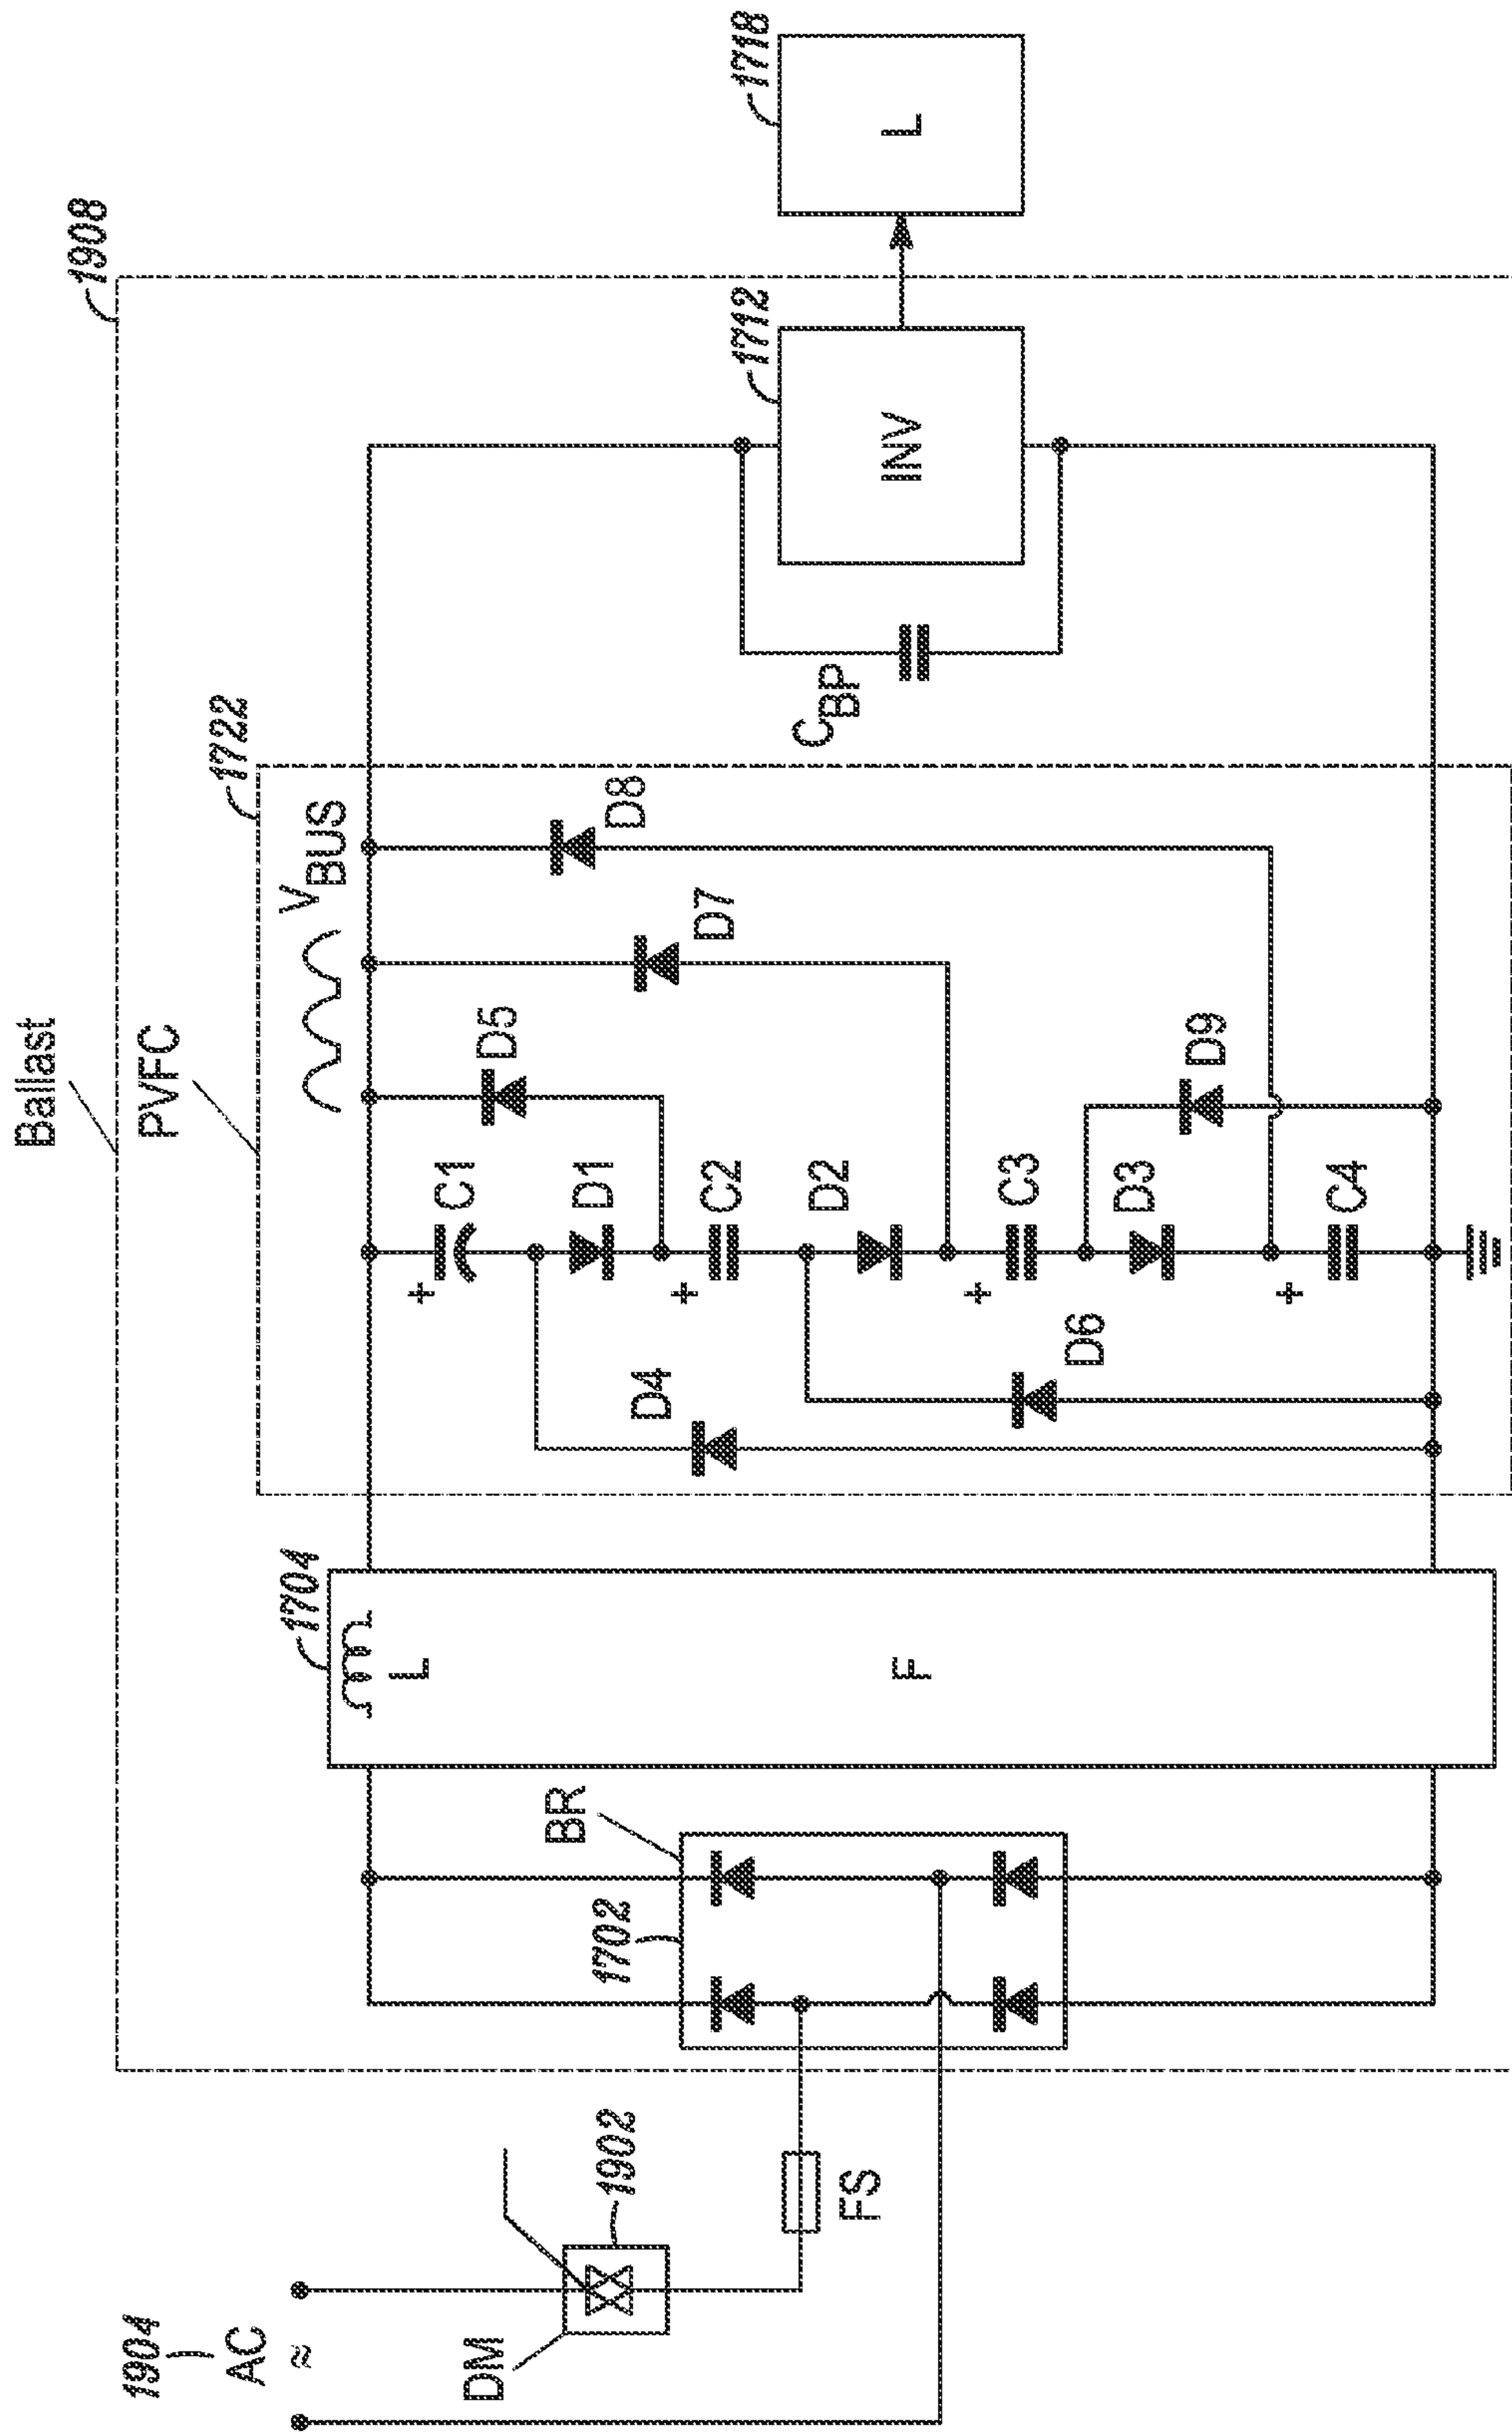 Ballast
1908
PVFC
1722
V
BUS
1704
L
F
BR
1702
C1
D1
C2
D2
C3
D3
C4
D4
D5
D6
D7
D8
D9
+
+
+
+
C
BP
1712
INV
1718
L
1904
AC
≈
DM
1902
FS